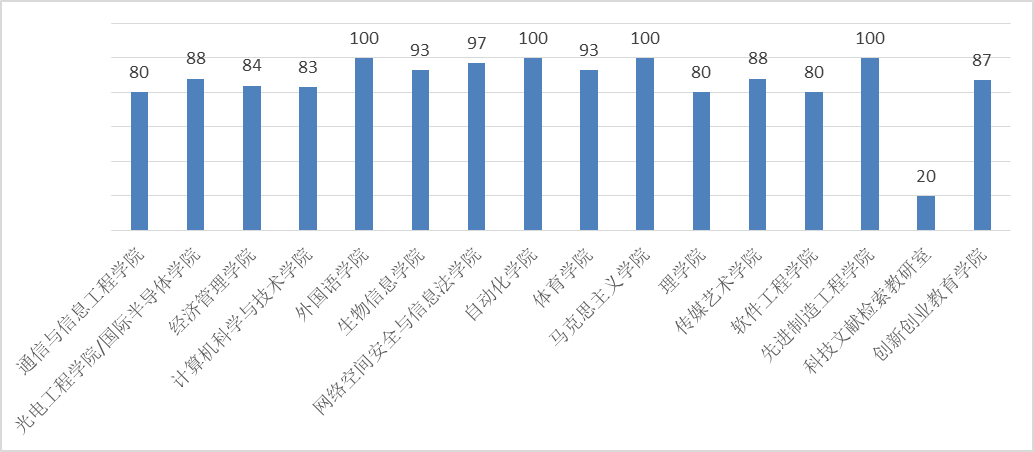 80
88
84
83
100
93
97
100
93
100
80
88
80
100
20
87
通信与信息工程学院
光电工程学院/国际半导体学院
经济管理学院
计算机科学与技术学院
外国语学院
生物信息学院
网络空间安全与信息法学院
自动化学院
体育学院
马克思主义学院
理学院
传媒艺术学院
软件工程学院
先进制造工程学院
科技文献检索教研室
创新创业教育学院